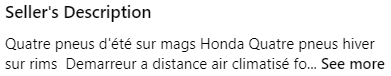 Seller's Description
Quatre pneus d'été sur mags Honda Quatre pneus hiver
sur rims  Demarreur a distance air climatisé fo... See more